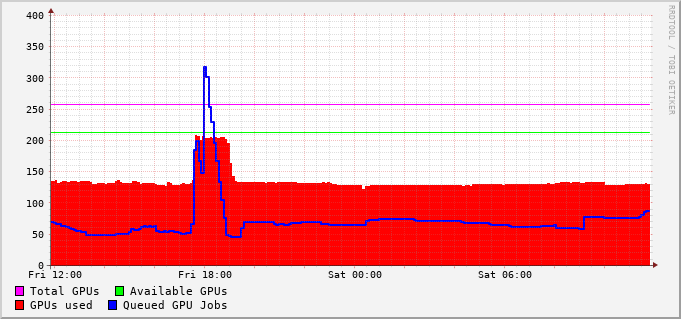 RRDTOOL / TOBI OETIKER
400
350
300
250
200
150
100
50
0
Fri 12:00 Fri 18:00 Sat 00:00 Sat 06:00
Total GPUs Available GPUs
GPUs used Queued GPU Jobs